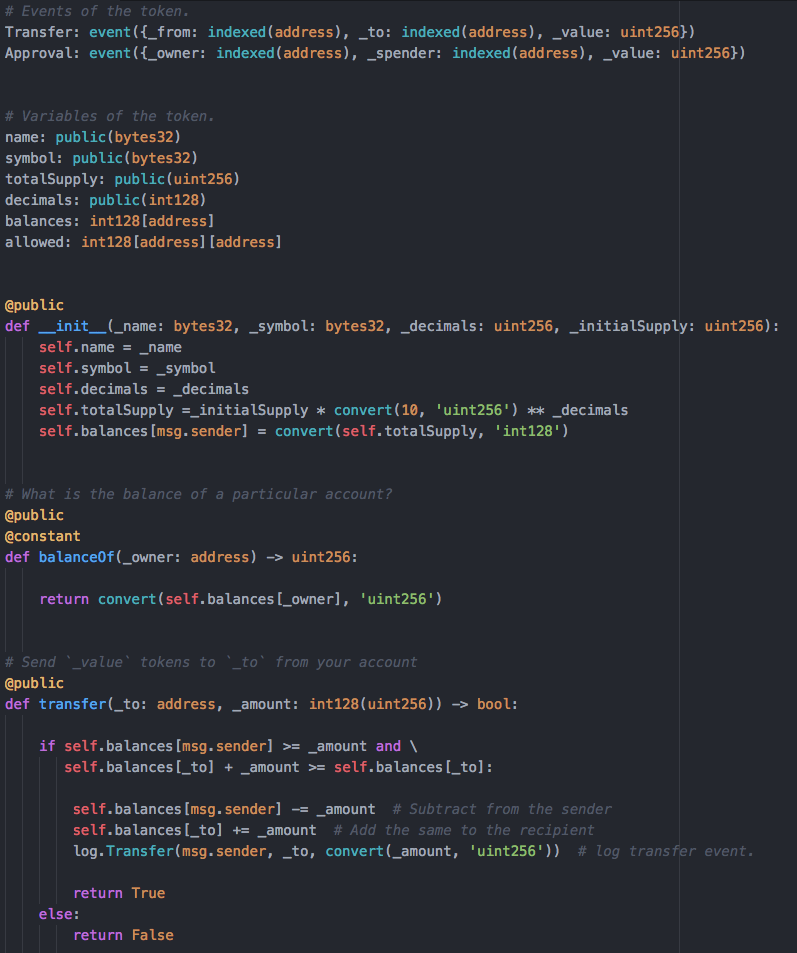 # Events of the token.
Transfer: event({_from: indexed(address), _to: indexed(address), _value: uint256})
Approval: event({_owner: indexed(address), _spender: indexed(address), _value: uint256})
# Variables of the token.
name: public(bytes32)
symbol: public(bytes32)
totalSupply: public(uint256)
decimals: public(int128)
balances: int128[address]
allowed: int128[address][address]
@public
def __init__(_name: bytes32, _symbol: bytes32, _decimals: uint256, _initialSupply: uint256):
    self.name = _name
    self.symbol = _symbol
    self.decimals = _decimals
    self.totalSupply =_initialSupply * convert(10, 'uint256') ** _decimals
    self.balances[msg.sender] = convert(self.totalSupply, 'int128')
# What is the balance of a particular account?
@public
@constant
def balanceOf(_owner: address) -> uint256:
    return convert(self.balances[_owner], 'uint256')
# Send `_value` tokens to `_to` from your account
@public
def transfer(_to: address, _amount: int128(uint256)) -> bool:
    if self.balances[msg.sender] >= _amount and \
       self.balances[_to] + _amount >= self.balances[_to]:
        self.balances[msg.sender] -= _amount  # Subtract from the sender
        self.balances[_to] += _amount  # Add the same to the recipient
        log.Transfer(msg.sender, _to, convert(_amount, 'uint256'))  # log transfer event.
        return True
    else:
        return False